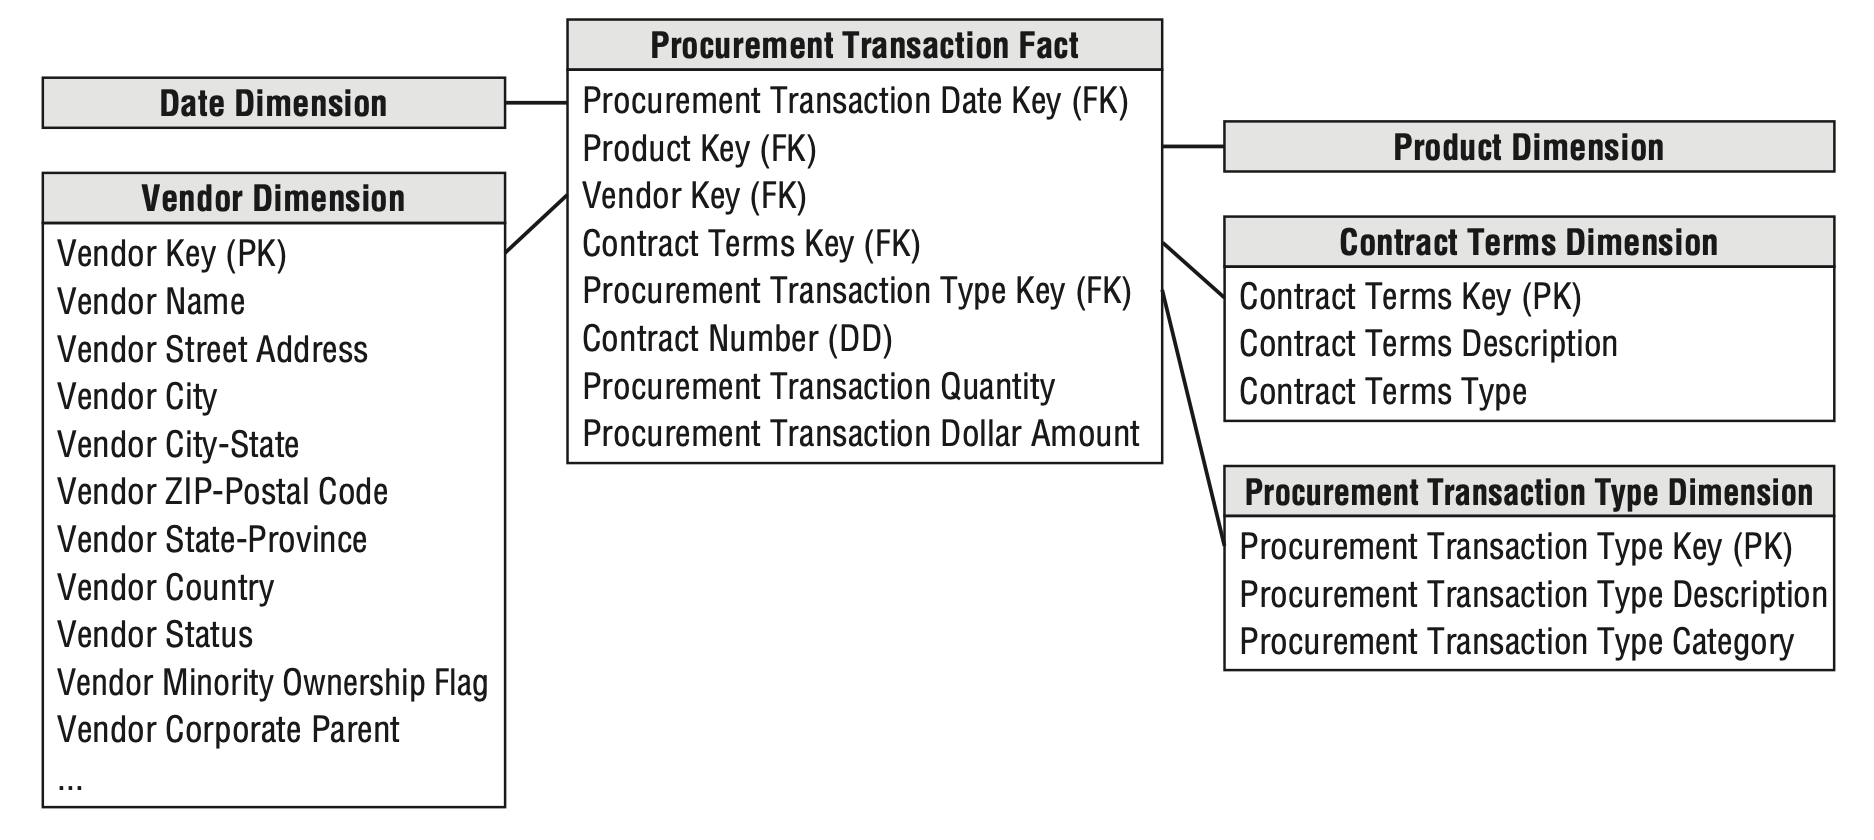 Date Dimension
Vendor Dimension
Vendor Key (PK)
Vendor Name
Vendor Street Address
Vendor City
Vendor City-State
Vendor ZIP-Postal Code
Vendor State-Province
Vendor Country
Vendor Status
Vendor Minority Ownership Flag
Vendor Corporate Parent
...
Procurement Transaction Fact
Procurement Transaction Date Key (FK)
Product Key (FK)
Vendor Key (FK)
Contract Terms Key (FK)
Procurement Transaction Type Key (FK)
Contract Number (DD)
Procurement Transaction Quantity
Procurement Transaction Dollar Amount
Product Dimension
Contract Terms Dimension
Contract Terms Key (PK)
Contract Terms Description
Contract Terms Type
Procurement Transaction Type Dimension
Procurement Transaction Type Key (PK)
Procurement Transaction Type Description
Procurement Transaction Type Category